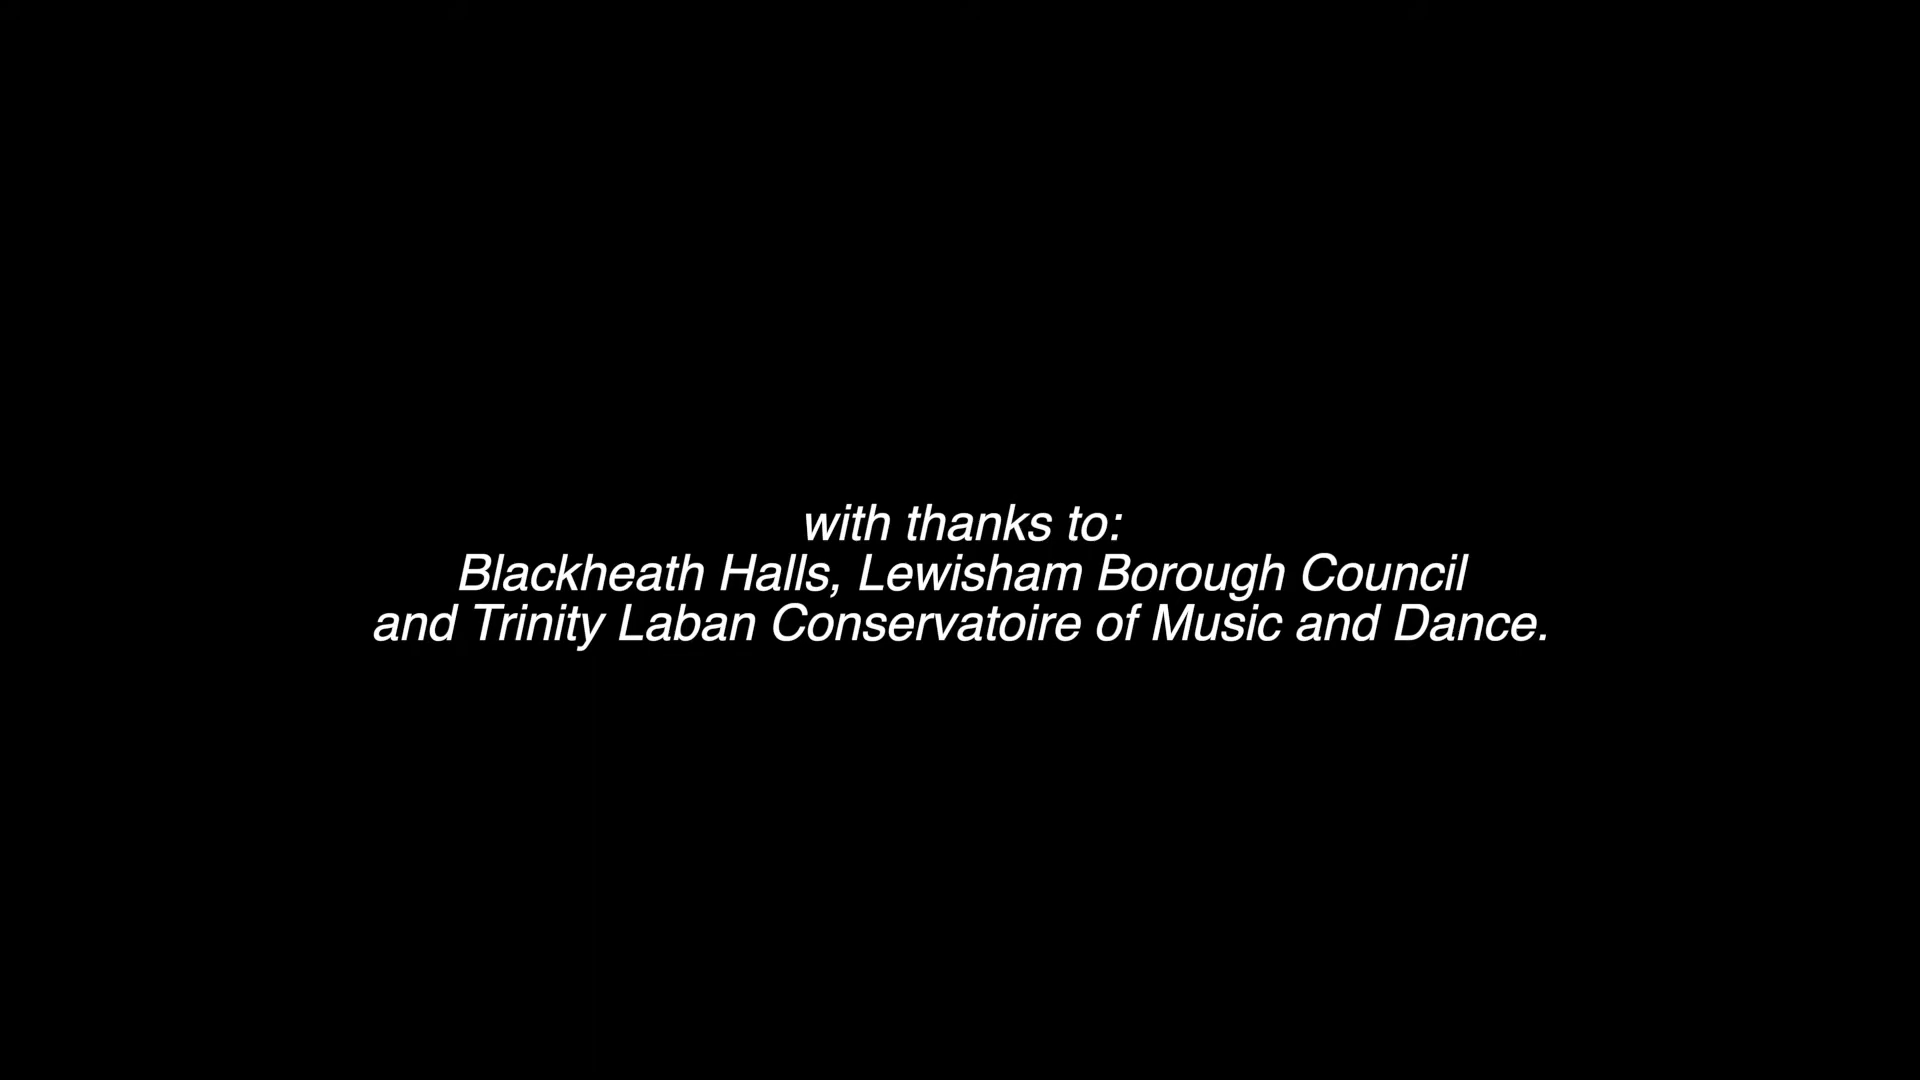 with thanks to:
Blackheath Halls, Lewisham Borough Council
and Trinity Laban Conservatoire of Music and Dance.